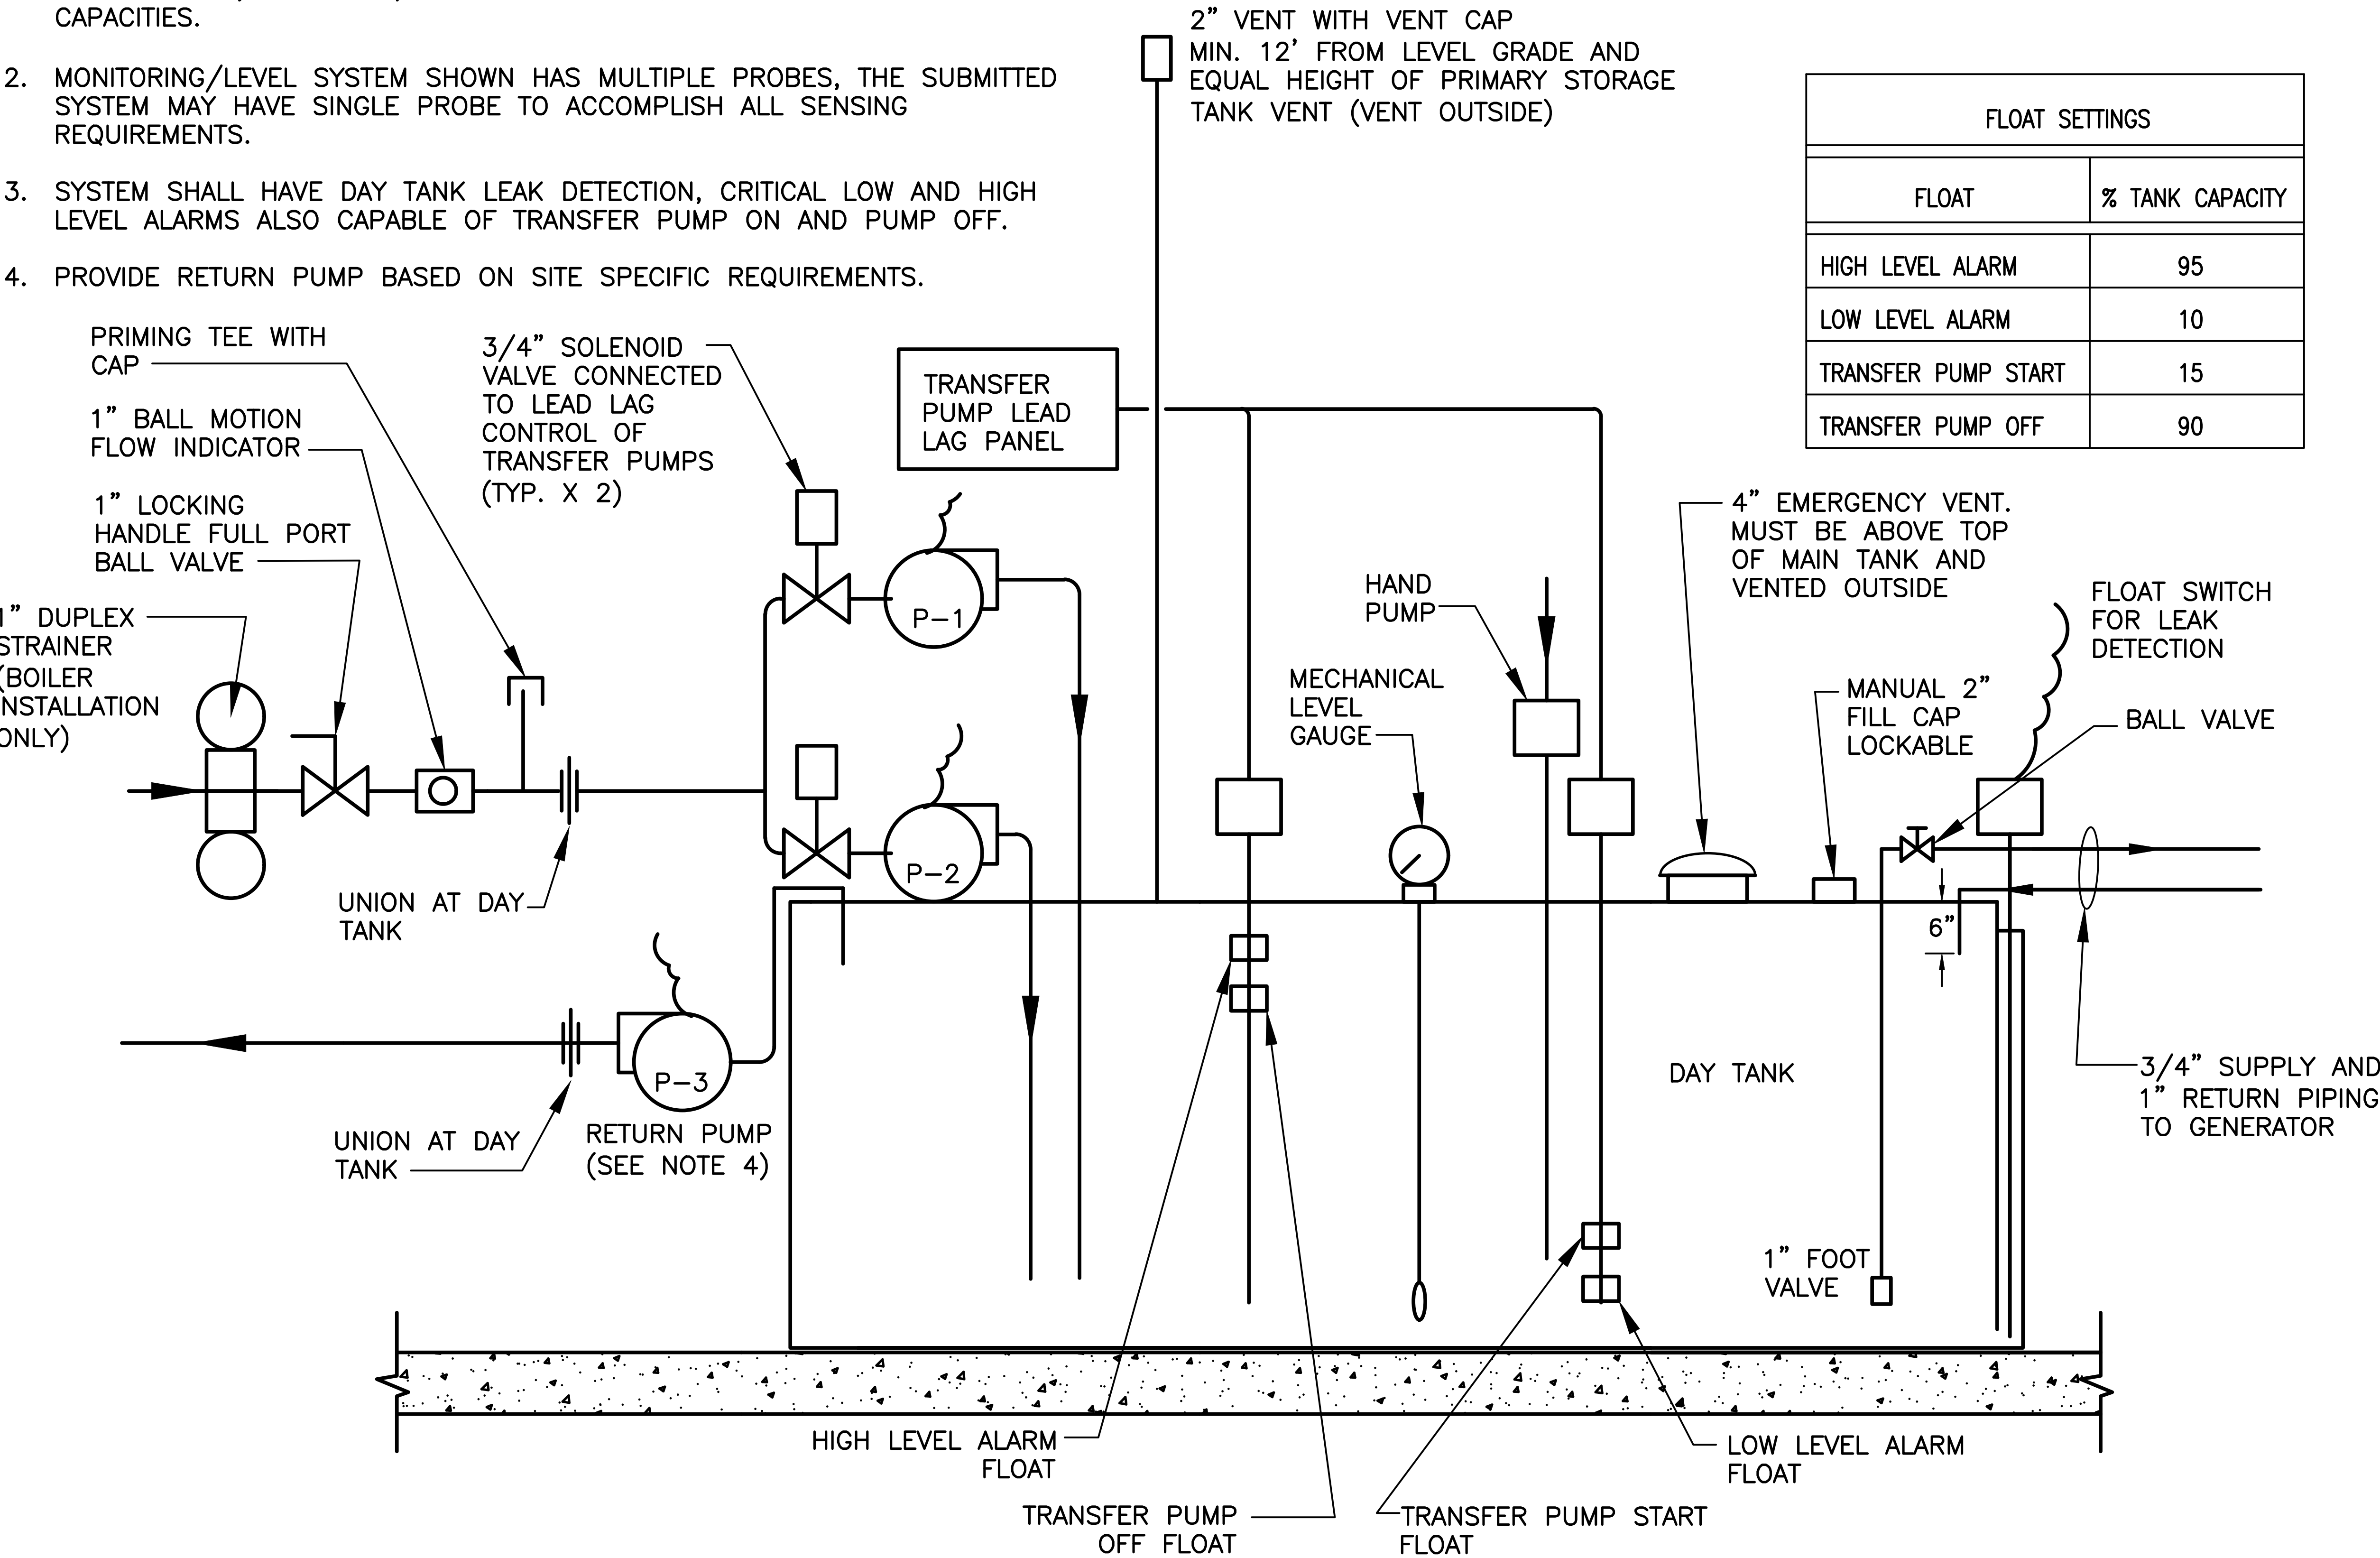 CAPACITIES.
2. MONITORING/LEVEL SYSTEM SHOWN HAS MULTIPLE PROBES, THE SUBMITTED
SYSTEM MAY HAVE SINGLE PROBE TO ACCOMPLISH ALL SENSING
REQUIREMENTS.
3. SYSTEM SHALL HAVE DAY TANK LEAK DETECTION, CRITICAL LOW AND HIGH
LEVEL ALARMS ALSO CAPABLE OF TRANSFER PUMP ON AND PUMP OFF.
4. PROVIDE RETURN PUMP BASED ON SITE SPECIFIC REQUIREMENTS.
2” VENT WITH VENT CAP
MIN. 12’ FROM LEVEL GRADE AND
EQUAL HEIGHT OF PRIMARY STORAGE
TANK VENT (VENT OUTSIDE)
FLOAT SETTINGS
FLOAT % TANK CAPACITY
HIGH LEVEL ALARM 95
LOW LEVEL ALARM 10
TRANSFER PUMP START 15
TRANSFER PUMP OFF 90
PRIMING TEE WITH
CAP
1” BALL MOTION
FLOW INDICATOR
1” LOCKING
HANDLE FULL PORT
BALL VALVE
1” DUPLEX
STRAINER
(BOILER
INSTALLATION
ONLY)
3/4” SOLENOID
VALVE CONNECTED
TO LEAD LAG
CONTROL OF
TRANSFER PUMPS
(TYP. X 2)
TRANSFER
PUMP LEAD
LAG PANEL
P-1
P-2
HAND
PUMP
MECHANICAL
LEVEL
GAUGE
4” EMERGENCY VENT.
MUST BE ABOVE TOP
OF MAIN TANK AND
VENTED OUTSIDE
FLOAT SWITCH
FOR LEAK
DETECTION
MANUAL 2”
FILL CAP
LOCKABLE
BALL VALVE
UNION AT DAY
TANK
6”
P-3
RETURN PUMP
(SEE NOTE 4)
UNION AT DAY
TANK
DAY TANK
3/4” SUPPLY AND
1” RETURN PIPING
TO GENERATOR
1” FOOT
VALVE
HIGH LEVEL ALARM
FLOAT
LOW LEVEL ALARM
FLOAT
TRANSFER PUMP
OFF FLOAT
TRANSFER PUMP START
FLOAT